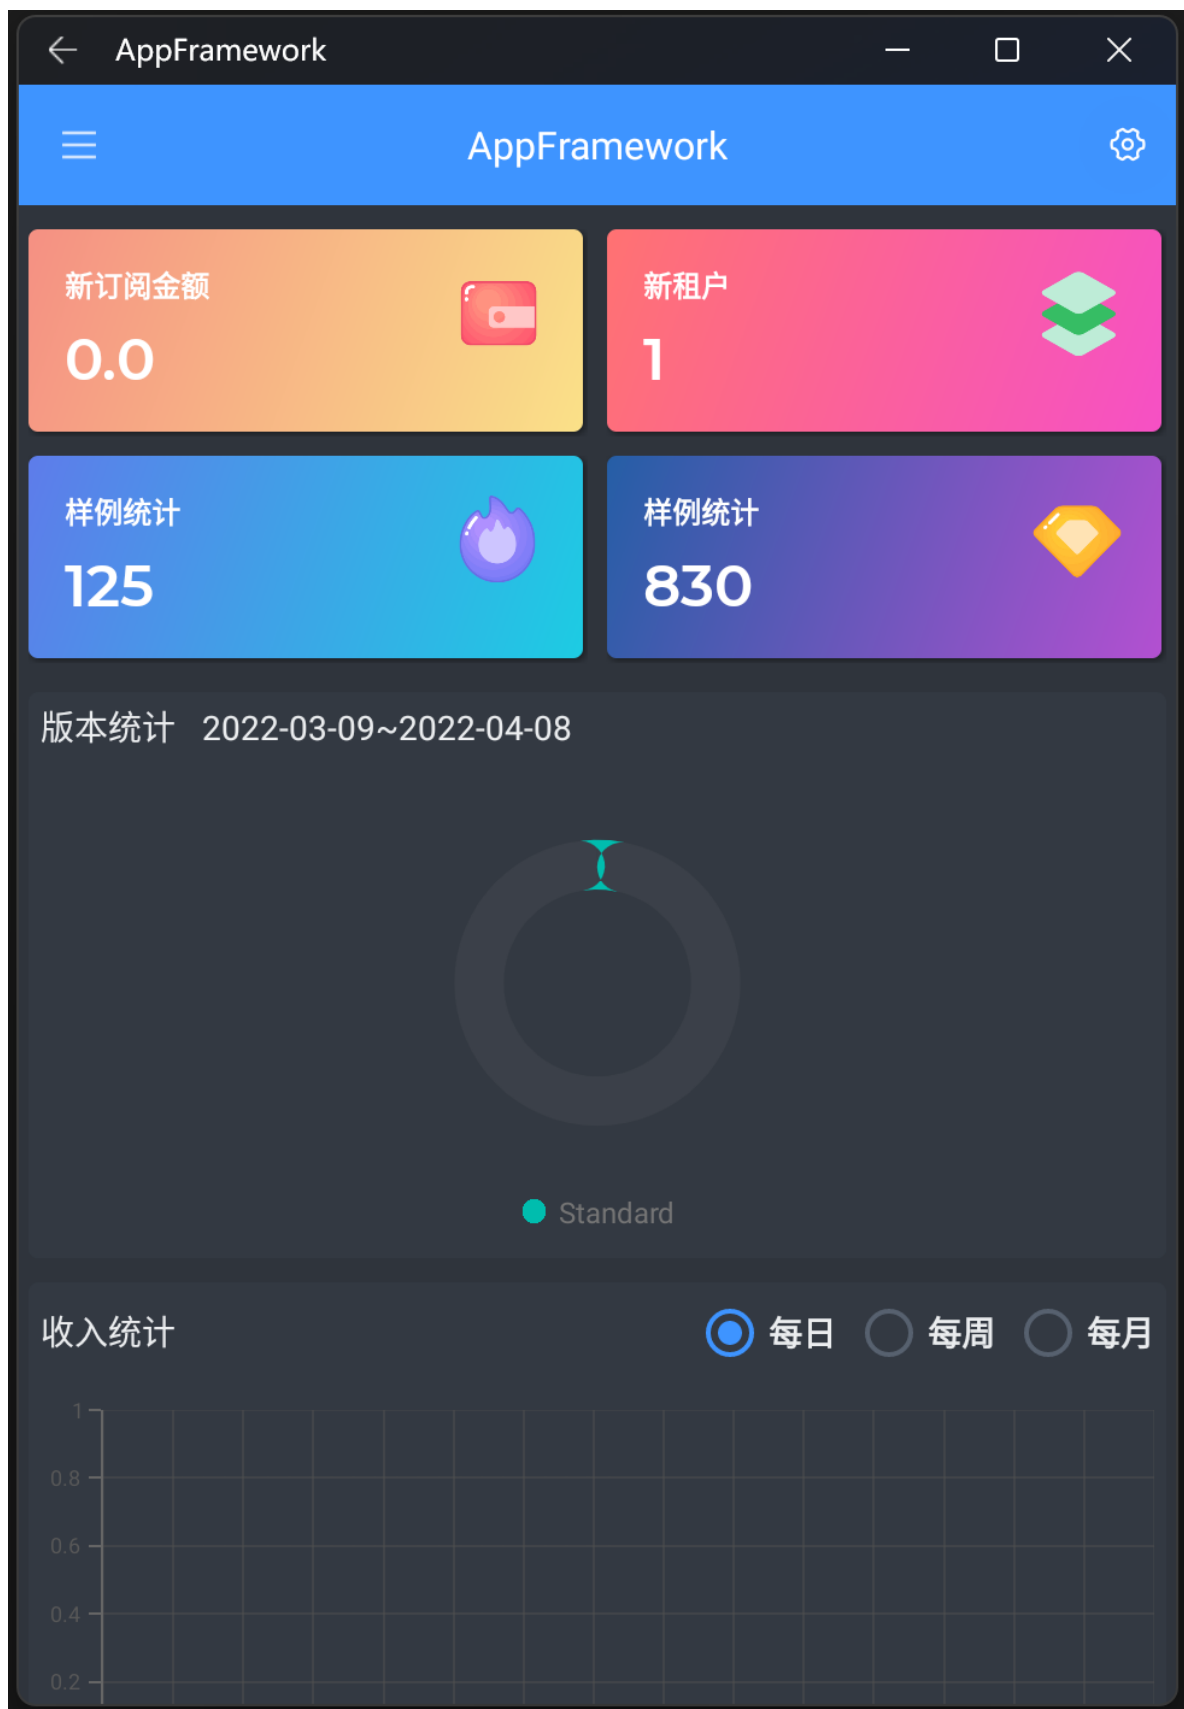 AppFramework
AppFramework
新订阅金额
0.0
新租户
1
样例统计
125
样例统计
830
版本统计 2022-03-09~2022-04-08
Standard
收入统计 每日 每周 每月
1
0.8
0.6
0.4
0.2